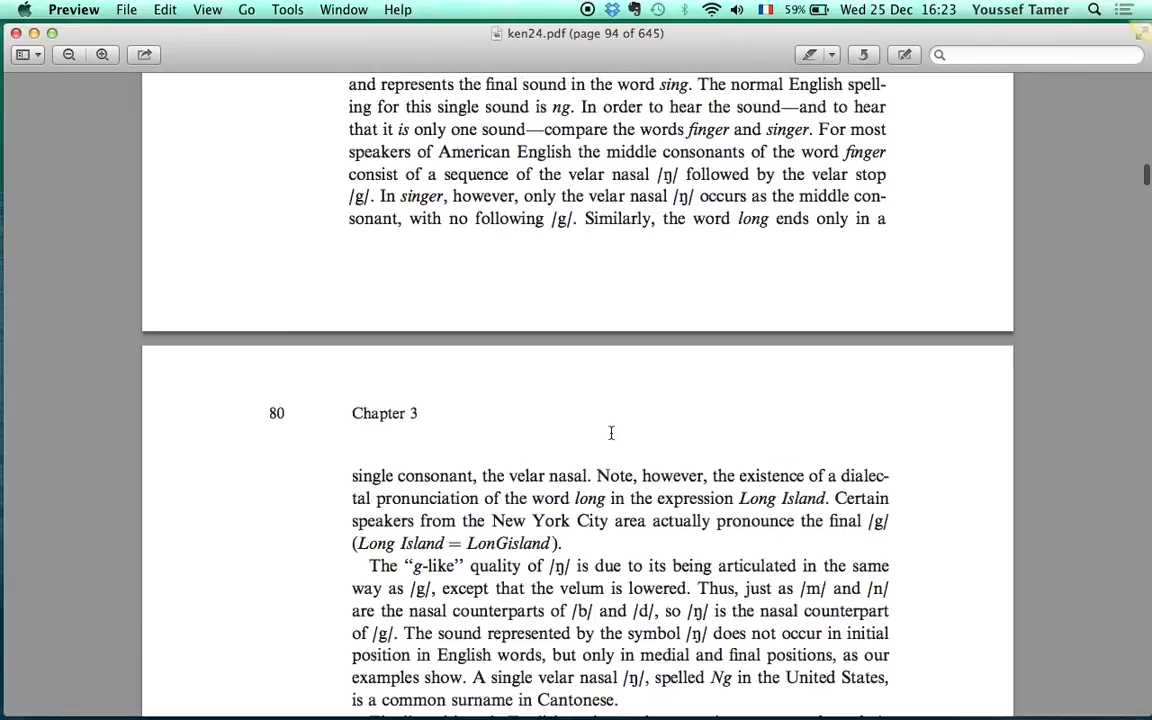 Preview File Edit View Go Tools Window Help 59% Wed 25 Dec 16:23 Youssef Tamer
ken24.pdf (page 94 of 645)
and represents the final sound in the word sing. The normal English spell-
ing for this single sound is ng. In order to hear the sound—and to hear
that it is only one sound—compare the words finger and singer. For most
speakers of American English the middle consonants of the word finger
consist of a sequence of the velar nasal /ŋ/ followed by the velar stop
/g/. In singer, however, only the velar nasal /ŋ/ occurs as the middle con-
sonant, with no following /g/. Similarly, the word long ends only in a
80 Chapter 3
single consonant, the velar nasal. Note, however, the existence of a dialec-
tal pronunciation of the word long in the expression Long Island. Certain
speakers from the New York City area actually pronounce the final /g/
(Long Island = LonGisland).
The “g-like” quality of /ŋ/ is due to its being articulated in the same
way as /g/, except that the velum is lowered. Thus, just as /m/ and /n/
are the nasal counterparts of /b/ and /d/, so /ŋ/ is the nasal counterpart
of /g/. The sound represented by the symbol /ŋ/ does not occur in initial
position in English words, but only in medial and final positions, as our
examples show. A single velar nasal /ŋ/, spelled Ng in the United States,
is a common surname in Cantonese.